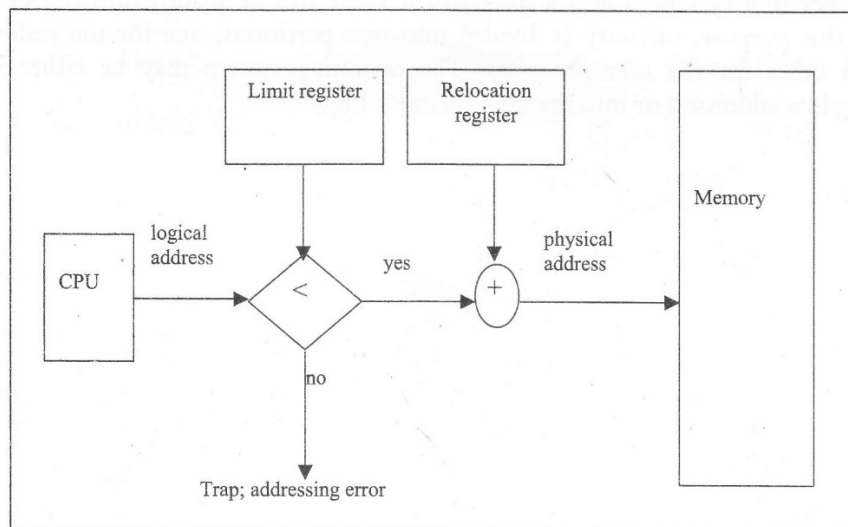 Limit register
Relocation
register
Memory
logical
address
CPU
<
yes
+
physical
address
no
Trap; addressing error